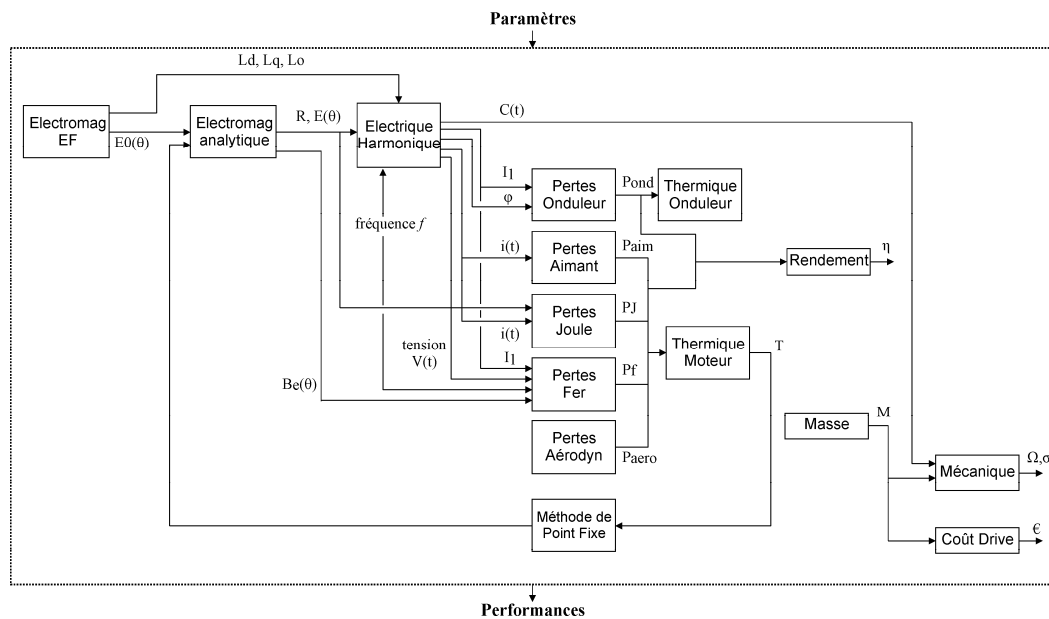 Paramètres
Ld, Lq, Lo
Electromag
EF
E0(θ)
Electromag
analytique
R, E(θ)
Electrique
Harmonique
C(t)
I1
φ
Pertes
Onduleur
Pond
Thermique
Onduleur
fréquence f
i(t)
Pertes
Aimant
Paim
Rendement
η
Pertes
Joule
PJ
i(t)
tension
V(t)
I1
Thermique
Moteur
T
Be(θ)
Pertes
Fer
Pf
Masse
M
Pertes
Aérodyn
Paero
Mécanique
Ω,σ
Méthode de
Point Fixe
Coût Drive
€
Performances